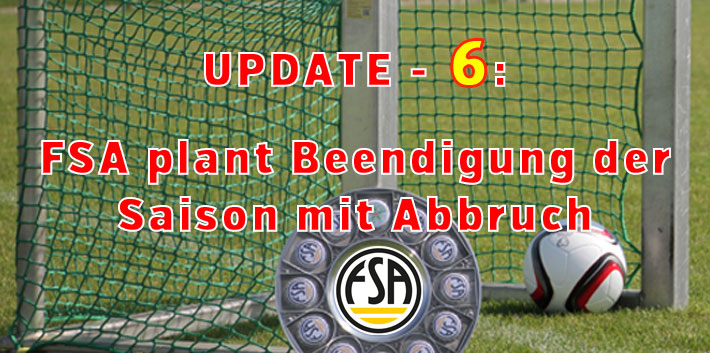 UPDATE - 6:
FSA plant Beendigung der
Saison mit Abbruch
FSA